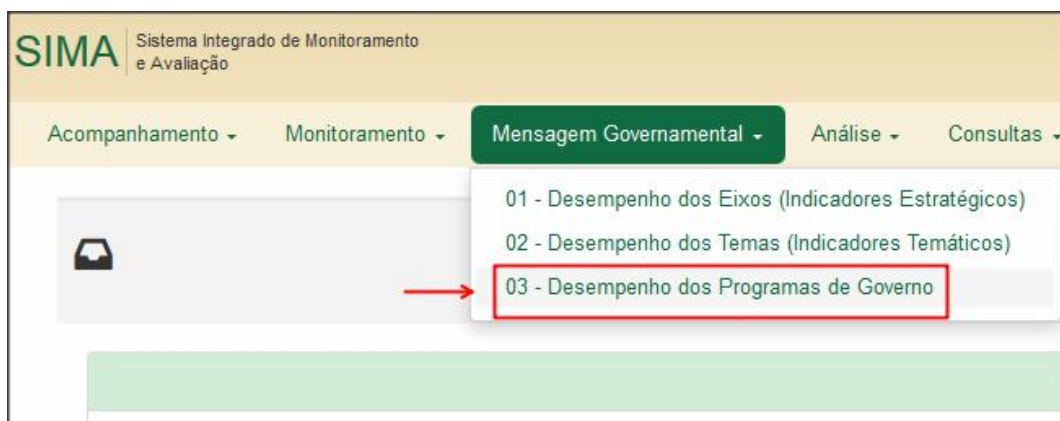 SIMA
Sistema Integrado de Monitoramento
e Avaliação
Acompanhamento Monitoramento Mensagem Governamental Análise Consultas
01 - Desempenho dos Eixos (Indicadores Estratégicos)
02 - Desempenho dos Temas (Indicadores Temáticos)
03 - Desempenho dos Programas de Governo